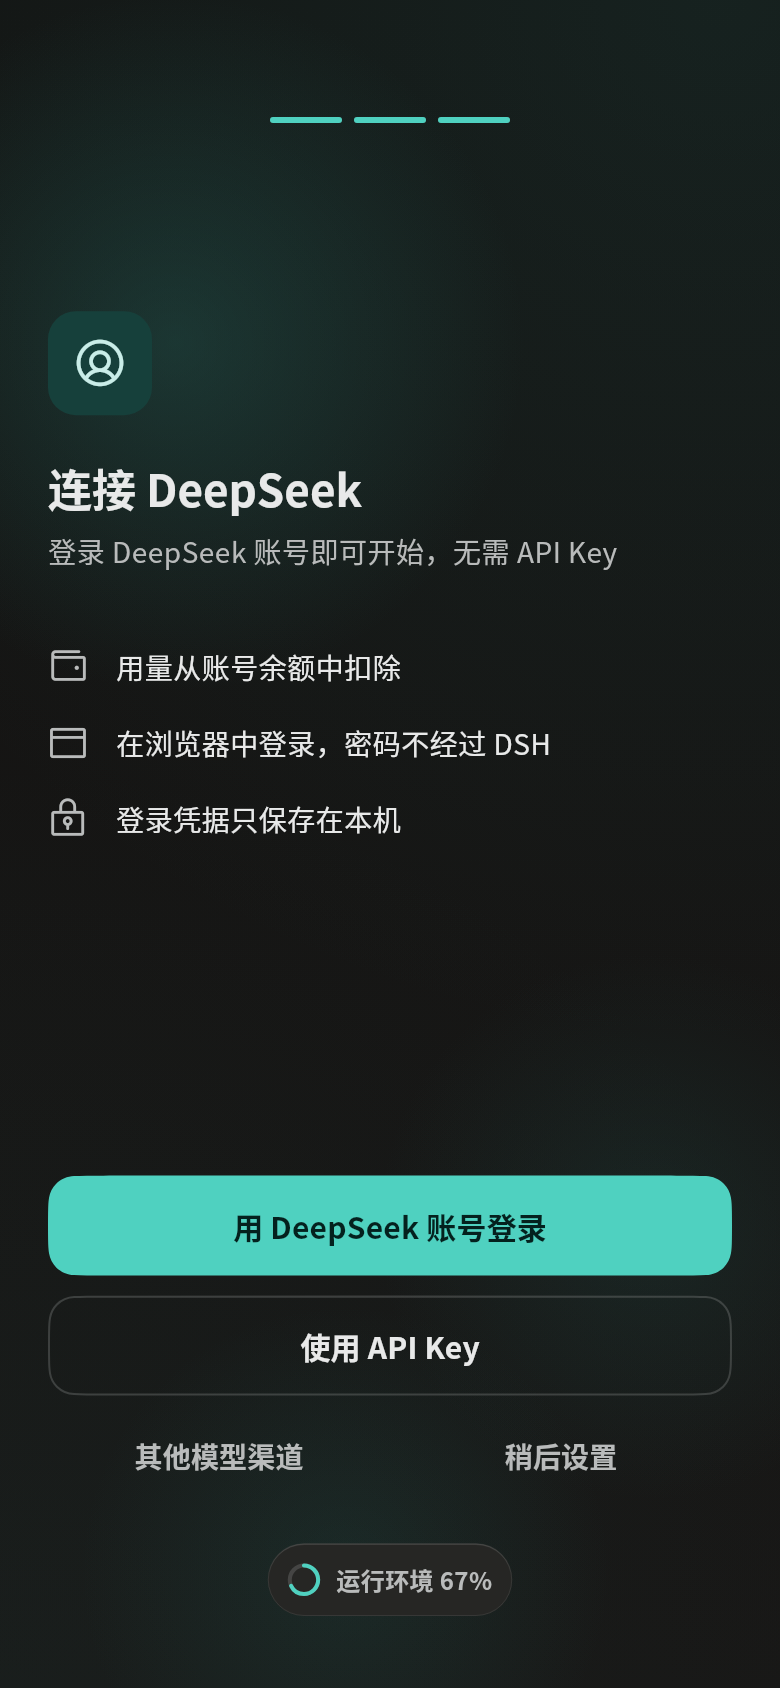 连接 DeepSeek
登录 DeepSeek 账号即可开始，无需 API Key
用量从账号余额中扣除
在浏览器中登录，密码不经过 DSH
登录凭据只保存在本机
用 DeepSeek 账号登录
使用 API Key
其他模型渠道
稍后设置
运行环境 67%